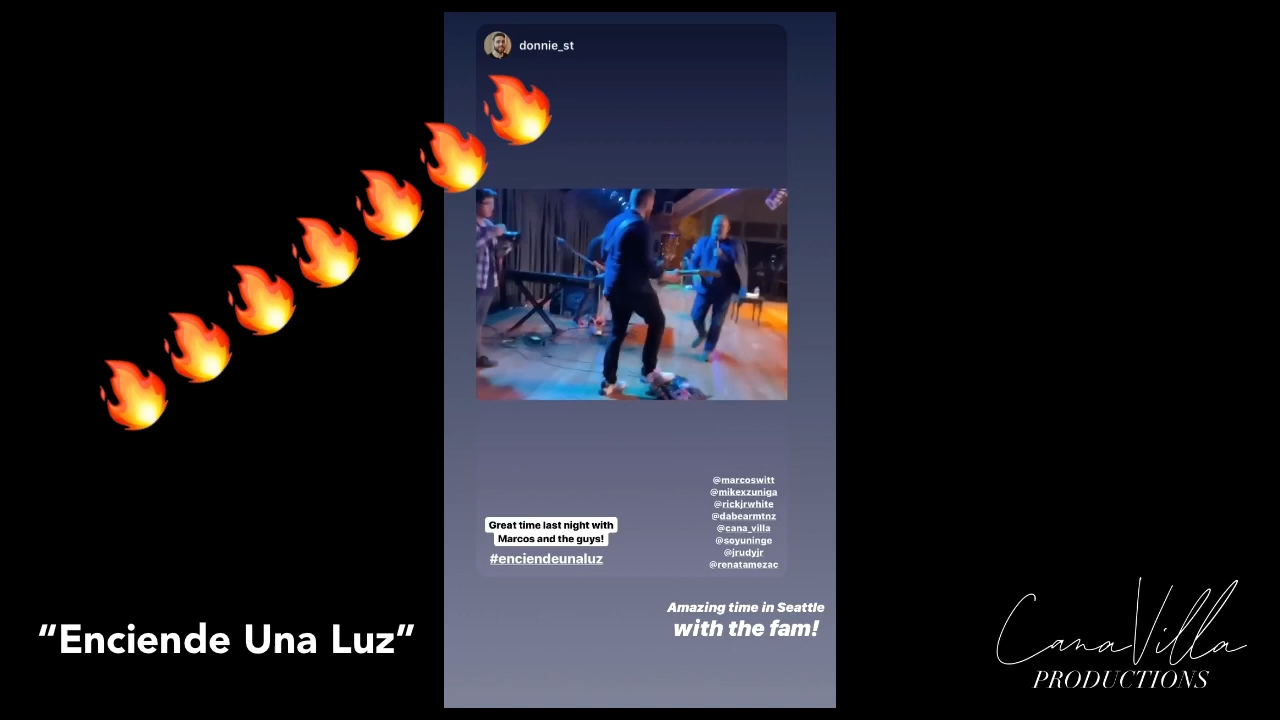 donnie_st
@marcoswitt
@mikexzuniga
@rickjrwhite
@dabearmtnz
@cana_villa
@soyuninge
@jrudyjr
@renatamezac
Great time last night with
Marcos and the guys!
#enciendeunaluz
Amazing time in Seattle
with the fam!
“Enciende Una Luz”
CanaVilla
PRODUCTIONS